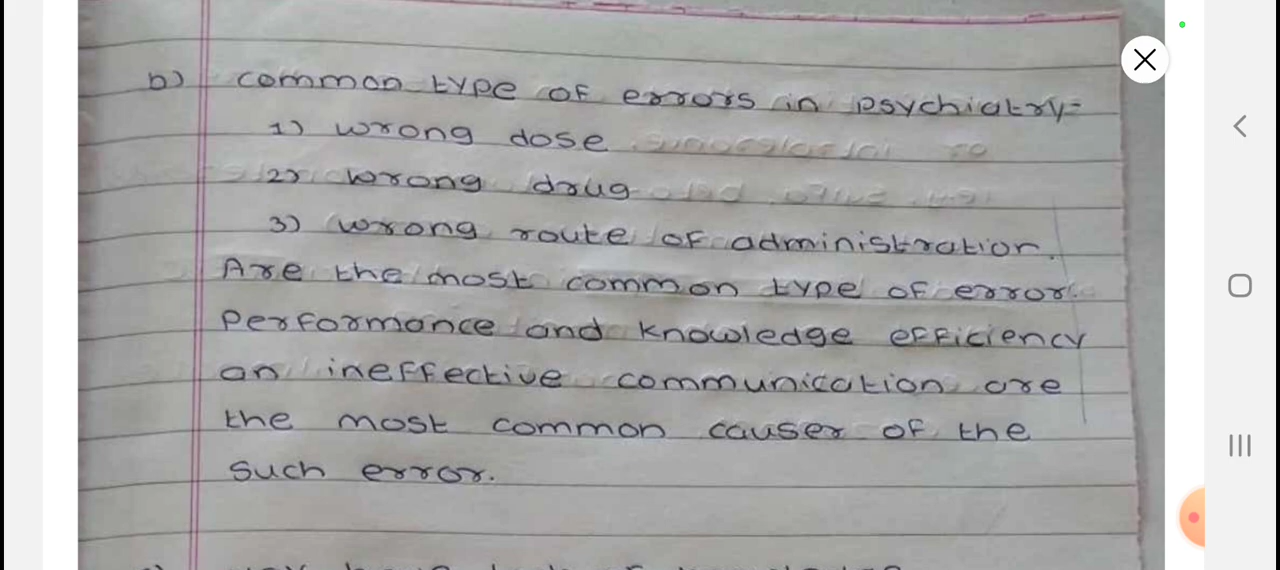 b) common type of errors in psychiatry-
1) wrong dose
2) wrong drug
3) wrong route of administration.
Are the most common type of error.
Performance and knowledge efficiency
an ineffective communication are
the most common causer of the
such error.